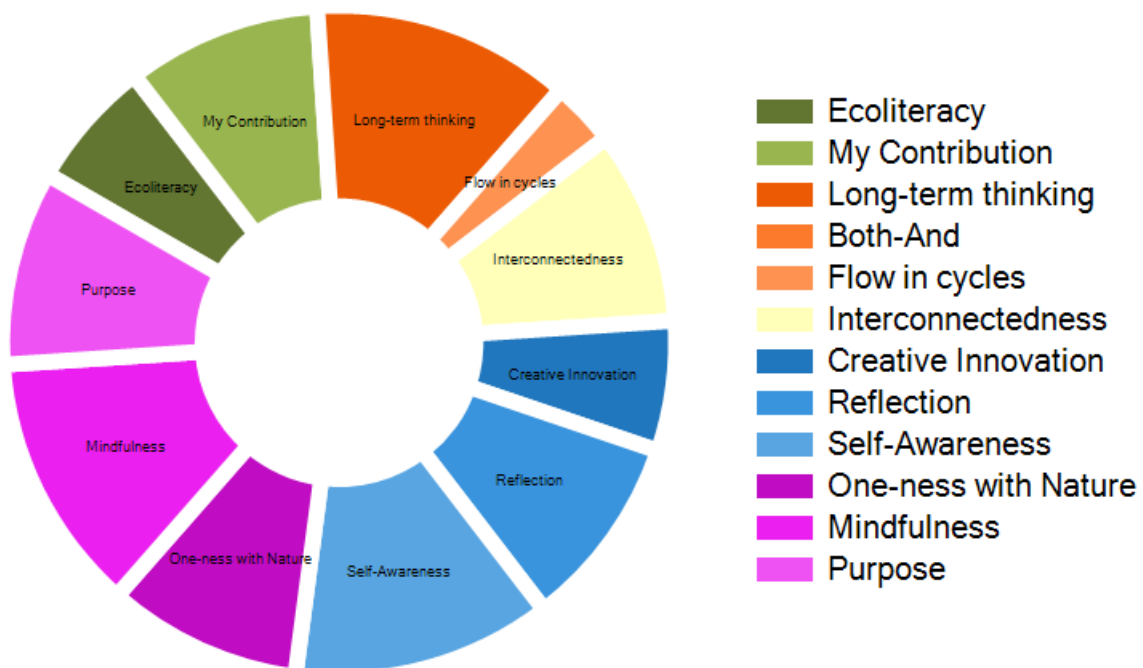 My Contribution
Long-term thinking
Ecoliteracy
Flow in cycles
Interconnectedness
Purpose
Creative Innovation
Mindfulness
Reflection
One-ness with Nature
Self-Awareness
Ecoliteracy
My Contribution
Long-term thinking
Both-And
Flow in cycles
Interconnectedness
Creative Innovation
Reflection
Self-Awareness
One-ness with Nature
Mindfulness
Purpose